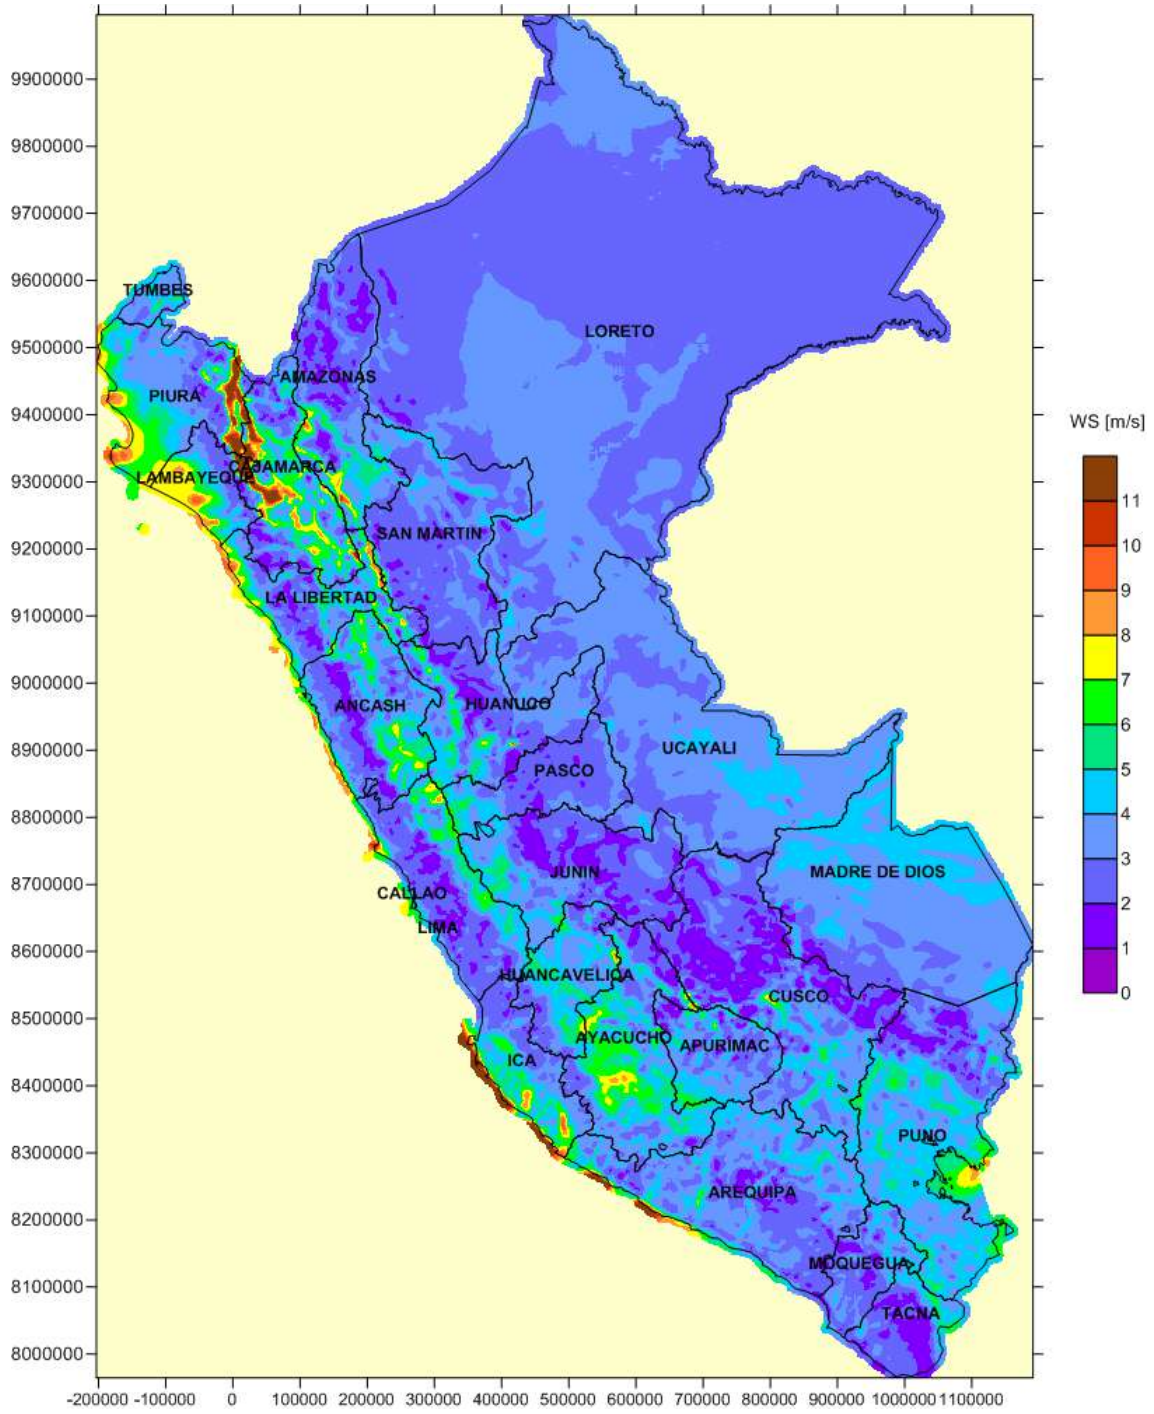 9900000
9800000
9700000
9600000
TUMBES
9500000
LORETO
AMAZONAS
PIURA
9400000
WS [m/s]
CAJAMARCA
LAMBAYEQUE
9300000
11
SAN MARTIN
10
9200000
9
LA LIBERTAD
9100000
8
7
9000000
ANCASH
HUANUCO
6
8900000
UCAYALI
5
PASCO
8800000
4
3
JUNIN
MADRE DE DIOS
8700000
CALLAO
2
LIMA
8600000
1
HUANCAVELICA
CUSCO
0
8500000
AYACUCHO
APURIMAC
ICA
8400000
8300000
PUNO
AREQUIPA
8200000
MOQUEGUA
8100000
TACNA
8000000
-200000 -100000 0 100000 200000 300000 400000 500000 600000 700000 800000 900000 1000000 1100000